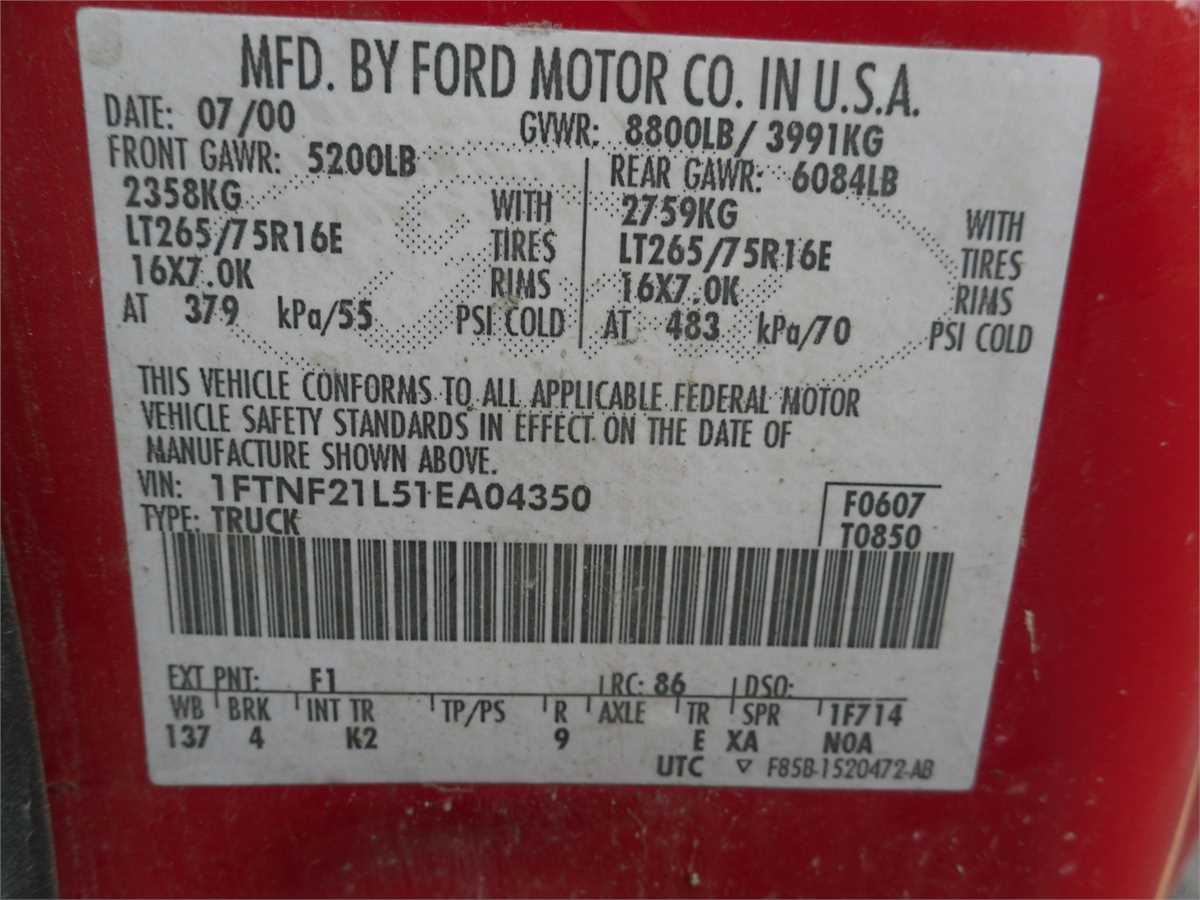 MFD. BY FORD MOTOR CO. IN U.S.A.
DATE: 07/00 GVWR: 8800LB/ 3991KG
FRONT GAWR: 5200LB REAR GAWR: 6084LB
2358KG WITH 2759KG WITH
LT265/75R16E TIRES LT265/75R16E TIRES
16X7.0K RIMS 16X7.0K RIMS
AT 379 kPa/55 PSI COLD AT 483 kPa/70 PSI COLD
THIS VEHICLE CONFORMS TO ALL APPLICABLE FEDERAL MOTOR
VEHICLE SAFETY STANDARDS IN EFFECT ON THE DATE OF
MANUFACTURE SHOWN ABOVE.
VIN: 1FTNF21L51EA04350 F0607
TYPE: TRUCK T0850
EXT PNT: F1 RC: 86 DSO:
WB BRK INT TR TP/PS R AXLE TR SPR 1F714
137 4 K2 9 E XA N0A
UTC ▽ F85B-1520472-AB